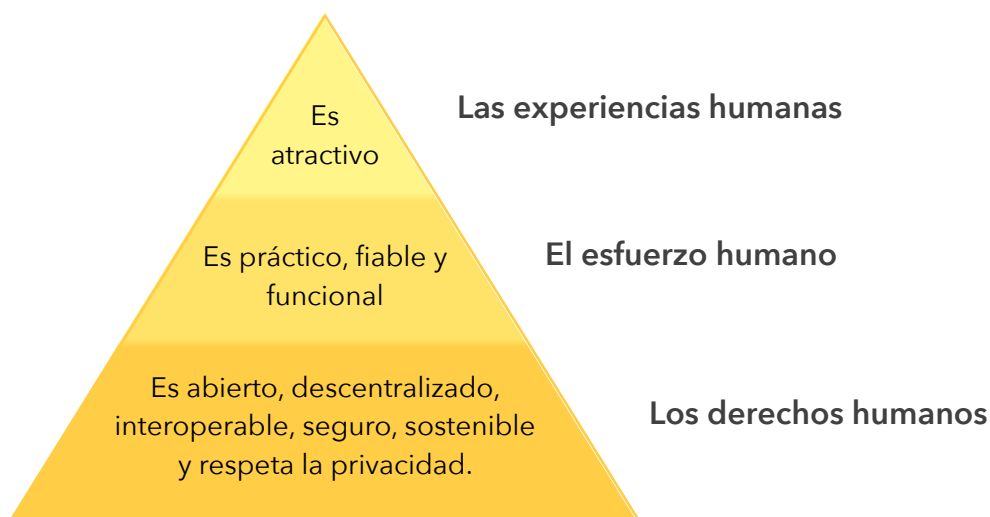 Es
atractivo
Las experiencias humanas
Es práctico, fiable y
funcional
El esfuerzo humano
Es abierto, descentralizado,
interoperable, seguro, sostenible
y respeta la privacidad.
Los derechos humanos